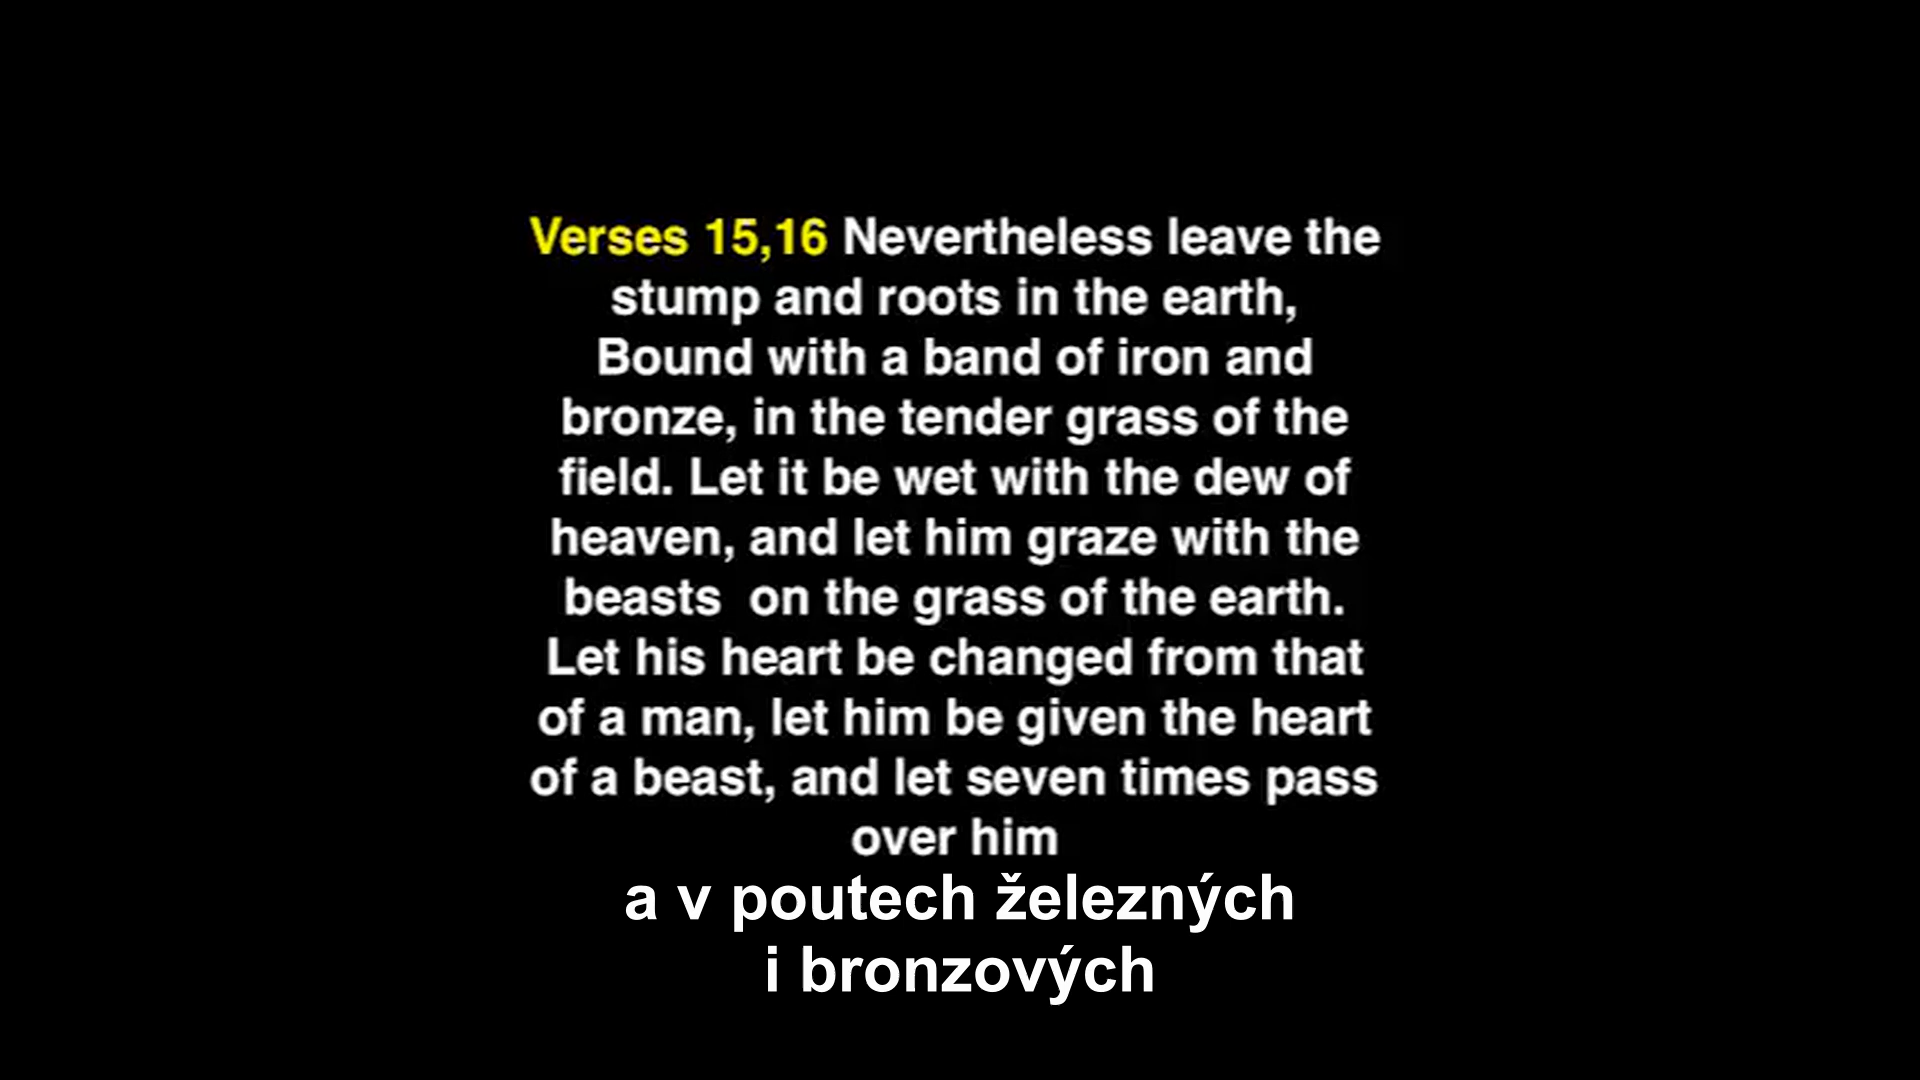 Verses 15,16 Nevertheless leave the
stump and roots in the earth,
Bound with a band of iron and
bronze, in the tender grass of the
field. Let it be wet with the dew of
heaven, and let him graze with the
beasts  on the grass of the earth.
Let his heart be changed from that
of a man, let him be given the heart
of a beast, and let seven times pass
over him
a v poutech železných
i bronzových